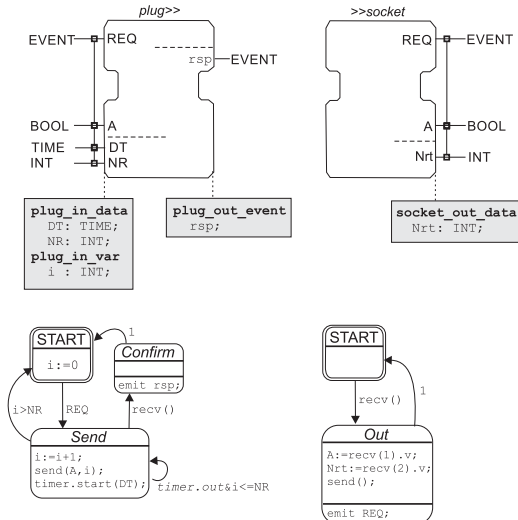 plug>>
EVENT
REQ
rsp
EVENT
BOOL
A
TIME
DT
INT
NR
plug_in_data
DT: TIME;
NR: INT;
plug_in_var
i : INT;
plug_out_event
rsp;
>>socket
REQ
EVENT
A
BOOL
Nrt
INT
socket_out_data
Nrt: INT;
START
i:=0
1
Confirm
emit rsp;
i>NR
REQ
recv()
Send
i:=i+1;
send(A,i);
timer.start(DT);
timer.out&i<=NR
START
recv()
1
Out
A:=recv(1).v;
Nrt:=recv(2).v;
send();
emit REQ;